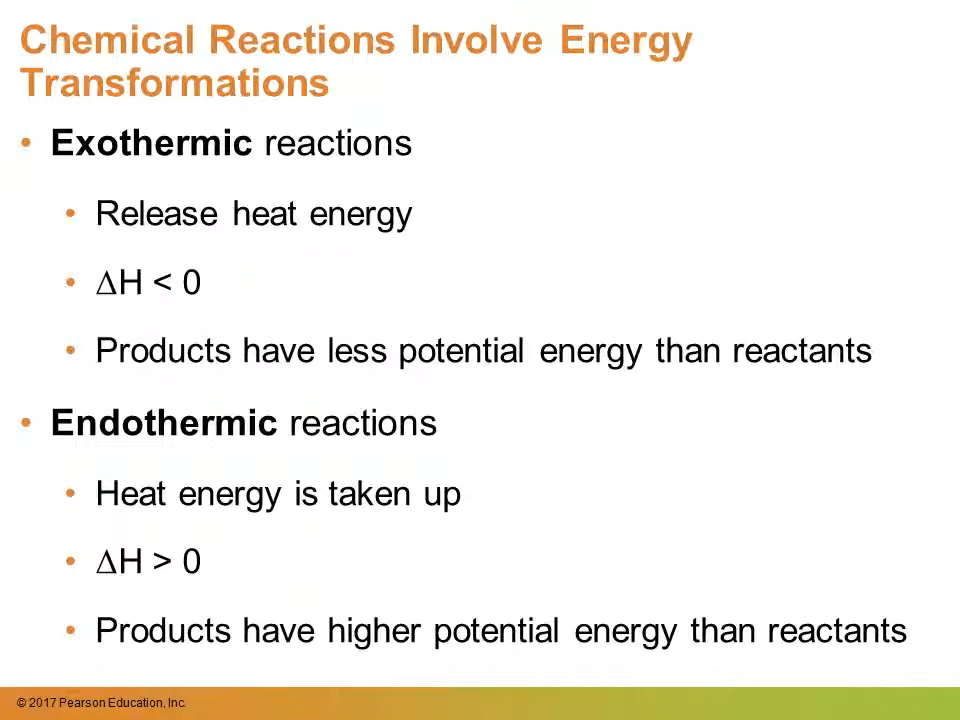 Chemical Reactions Involve Energy
Transformations
• Exothermic reactions
• Release heat energy
• ∆H < 0
• Products have less potential energy than reactants
• Endothermic reactions
• Heat energy is taken up
• ∆H > 0
• Products have higher potential energy than reactants
© 2017 Pearson Education, Inc.